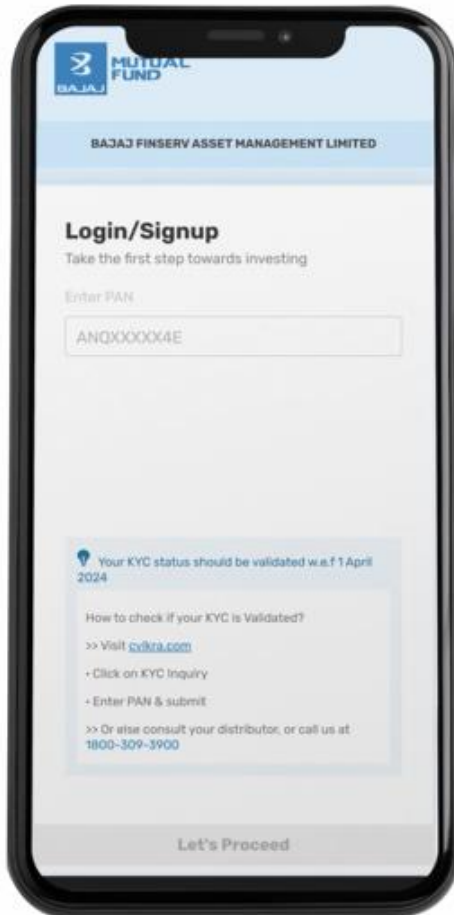 BAJAJ
MUTUAL
FUND
BAJAJ FINSERV ASSET MANAGEMENT LIMITED
Login/Signup
Take the first step towards investing
Enter PAN
ANQXXXXX4E
Your KYC status should be validated w.e.f 1 April
2024
How to check if your KYC is Validated?
>> Visit cvlkra.com
• Click on KYC Inquiry
• Enter PAN & submit
>> Or else consult your distributor, or call us at
1800-309-3900
Let's Proceed